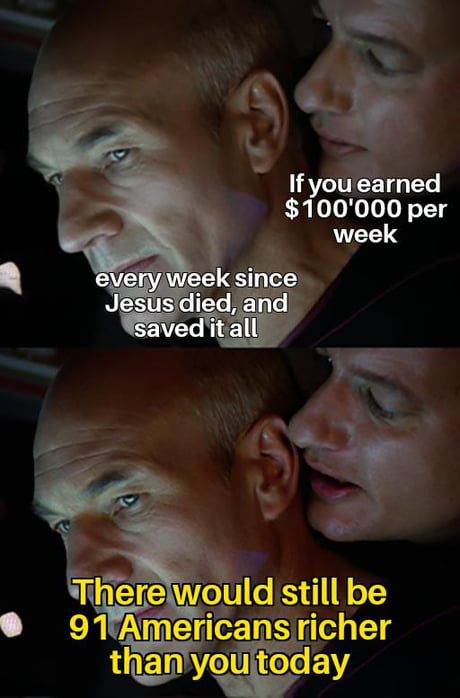 If you earned
$100'000 per
week
every week since
Jesus died, and
saved it all
There would still be
91 Americans richer
than you today